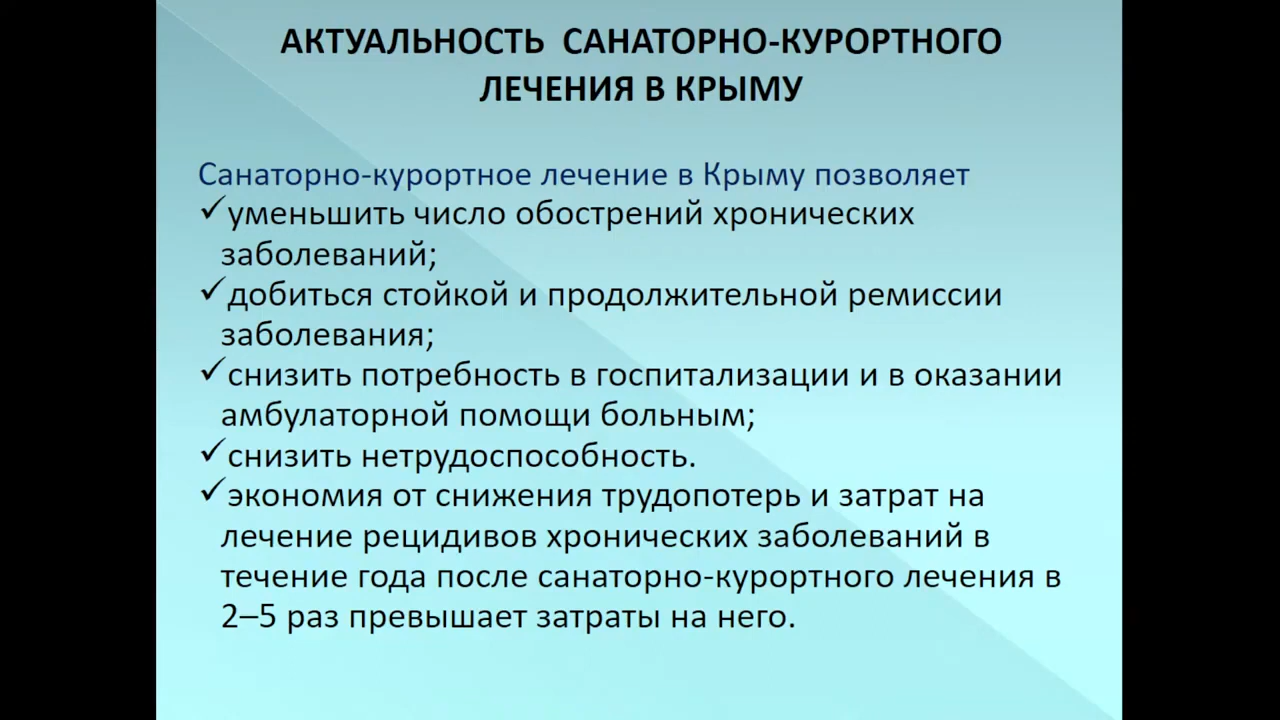 АКТУАЛЬНОСТЬ САНАТОРНО-КУРОРТНОГО
ЛЕЧЕНИЯ В КРЫМУ
Санаторно-курортное лечение в Крыму позволяет
✓уменьшить число обострений хронических
заболеваний;
✓добиться стойкой и продолжительной ремиссии
заболевания;
✓снизить потребность в госпитализации и в оказании
амбулаторной помощи больным;
✓снизить нетрудоспособность.
✓экономия от снижения трудопотерь и затрат на
лечение рецидивов хронических заболеваний в
течение года после санаторно-курортного лечения в
2–5 раз превышает затраты на него.